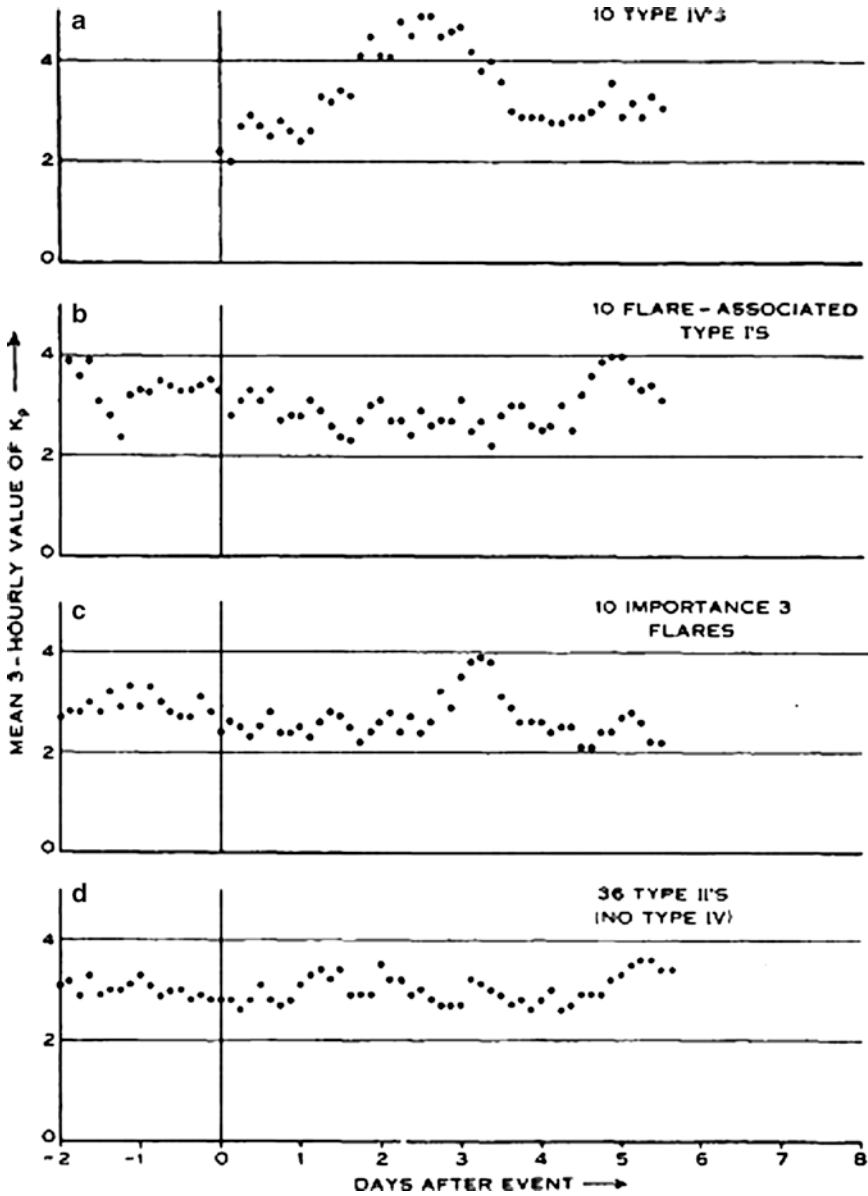 a
10 TYPE IV'S
4
2
0
b
10 FLARE-ASSOCIATED
TYPE I'S
4
2
0
c
10 IMPORTANCE 3
FLARES
4
2
0
d
36 TYPE II'S
(NO TYPE IV)
4
2
0
-2 -1 0 1 2 3 4 5 6 7 8
DAYS AFTER EVENT
MEAN 3-HOURLY VALUE OF Kp